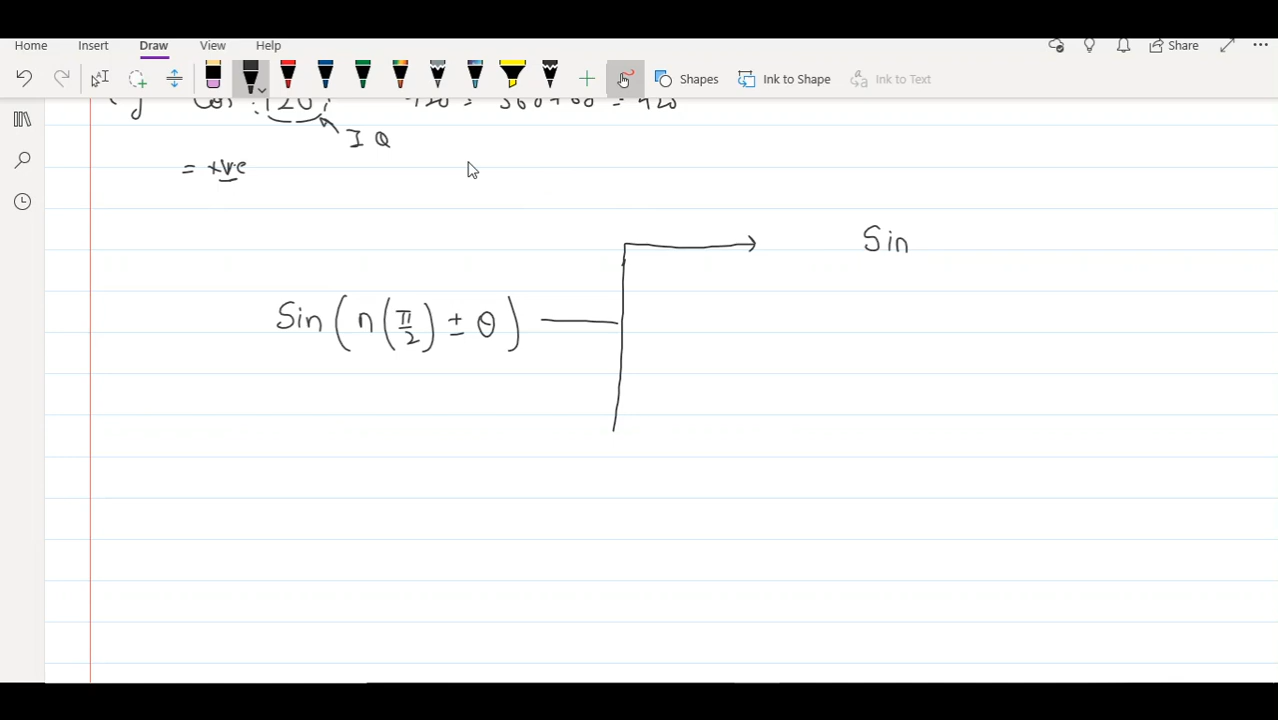 Home Insert Draw View Help
Share
Shapes Ink to Shape Ink to Text
I Q
= +ve
Sin
Sin(n(π/2) ± θ)